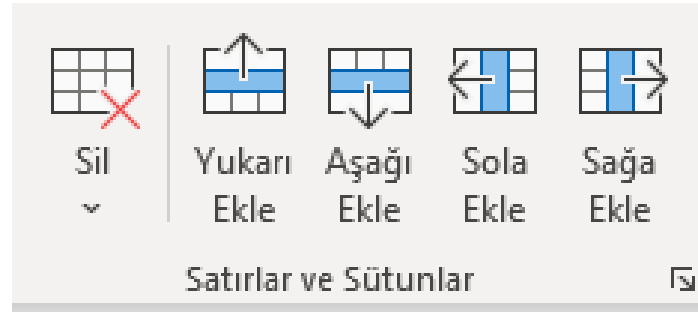 Sil
Yukarı Ekle
Aşağı Ekle
Sola Ekle
Sağa Ekle
Satırlar ve Sütunlar